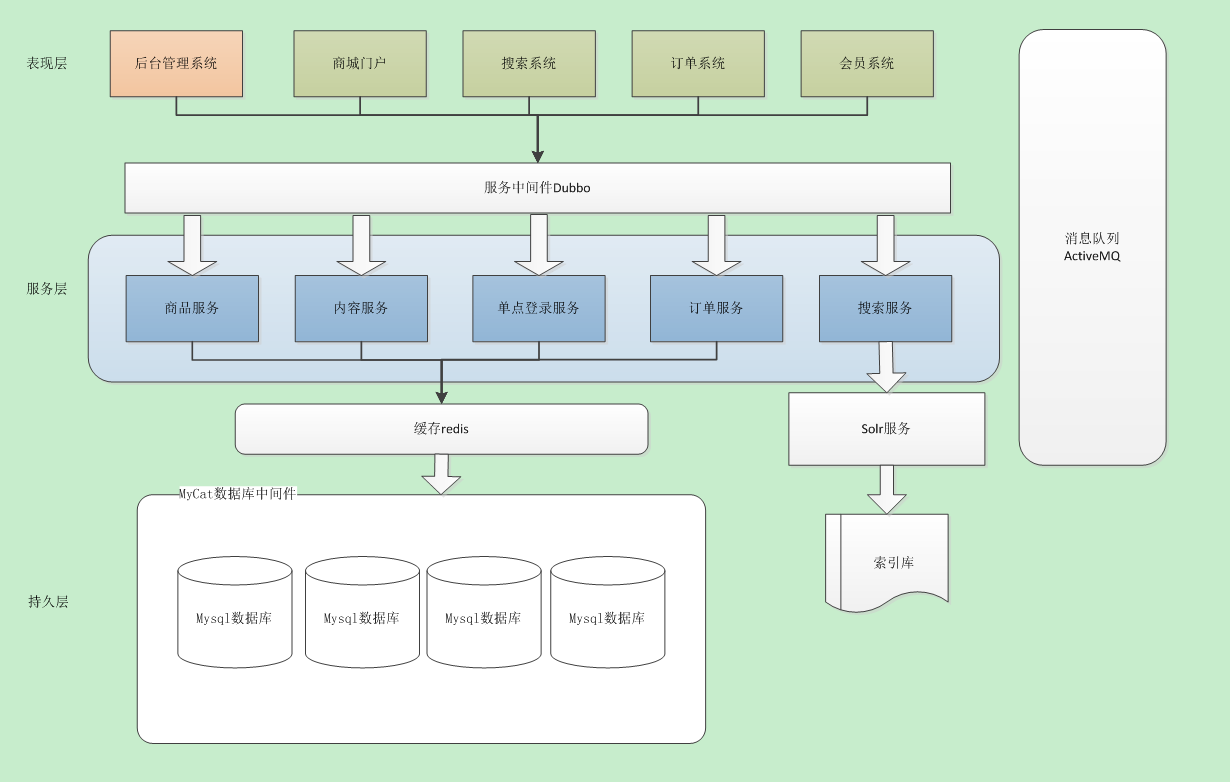 表现层
后台管理系统
商城门户
搜索系统
订单系统
会员系统
服务中间件Dubbo
消息队列
ActiveMQ
服务层
商品服务
内容服务
单点登录服务
订单服务
搜索服务
缓存redis
Solr服务
MyCat数据库中间件
索引库
持久层
Mysql数据库
Mysql数据库
Mysql数据库
Mysql数据库